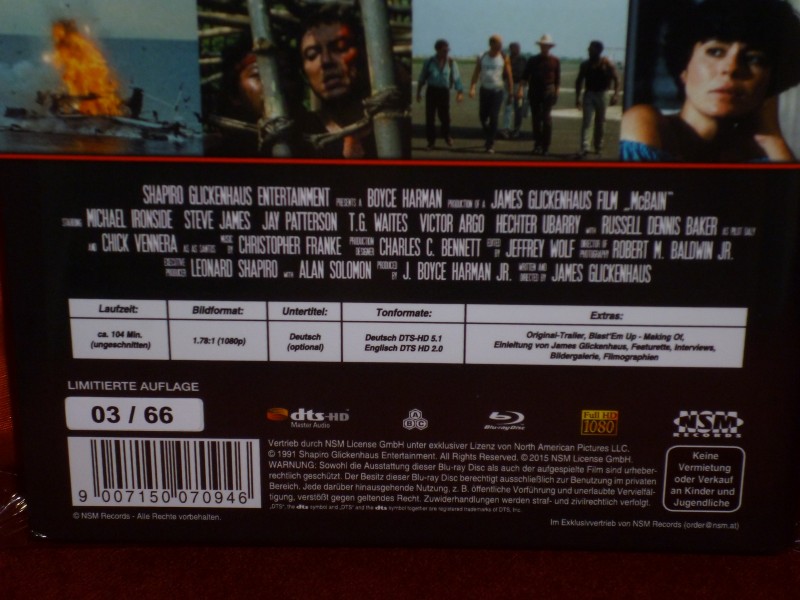 SHAPIRO GLICKENHAUS ENTERTAINMENT PRESENTS A BOYCE HARMAN PRODUCTION OF A JAMES GLICKENHAUS FILM „McBAIN“
STARRING MICHAEL IRONSIDE STEVE JAMES JAY PATTERSON T.G. WAITES VICTOR ARGO HECHTER UBARRY WITH RUSSELL DENNIS BAKER AS PILOT DAILY
AND CHICK VENNERA AS SANTOS MUSIC BY CHRISTOPHER FRANKE PRODUCTION DESIGNER CHARLES C. BENNETT EDITED BY JEFFREY WOLF DIRECTOR OF PHOTOGRAPHY ROBERT M. BALDWIN JR.
EXECUTIVE PRODUCER LEONARD SHAPIRO WITH ALAN SOLOMON PRODUCED BY J. BOYCE HARMAN JR. WRITTEN AND DIRECTED BY JAMES GLICKENHAUS
Laufzeit: Bildformat: Untertitel: Tonformate: Extras:
ca. 104 Min.
(ungeschnitten)
1.78:1 (1080p)
Deutsch
(optional)
Deutsch DTS-HD 5.1
Englisch DTS HD 2.0
Original-Trailer, Blast'Em Up - Making Of,
Einleitung von James Glickenhaus, Featurette, Interviews,
Bildergalerie, Filmographien
LIMITIERTE AUFLAGE
03 / 66
dts-HD
Master Audio
A B C
Blu-ray Disc
Full HD
1080
NSM
RECORDS
9 007150 070946
© NSM Records - Alle Rechte vorbehalten.
Vertrieb durch NSM License GmbH unter exklusiver Lizenz von North American Pictures LLC.
© 1991 Shapiro Glickenhaus Entertainment. All Rights Reserved. © 2015 NSM License GmbH.
WARNUNG: Sowohl die Ausstattung dieser Blu-ray Disc als auch der aufgespielte Film sind urheber-
rechtlich geschützt. Der Besitz dieser Blu-ray Disc berechtigt ausschließlich zur Benutzung im privaten
Bereich. Jede darüber hinausgehende Nutzung, z. B. öffentliche Vorführung und unerlaubte Vervielfäl-
tigung, verstößt gegen geltendes Recht. Zuwiderhandlungen werden straf- und zivilrechtlich verfolgt.
„DTS“, the dts symbol and „DTS“ and the dts symbol together are registered trademarks of DTS, Inc.
Keine
Vermietung
oder Verkauf
an Kinder und
Jugendliche
Im Exklusivvertrieb von NSM Records (order@nsm.at)